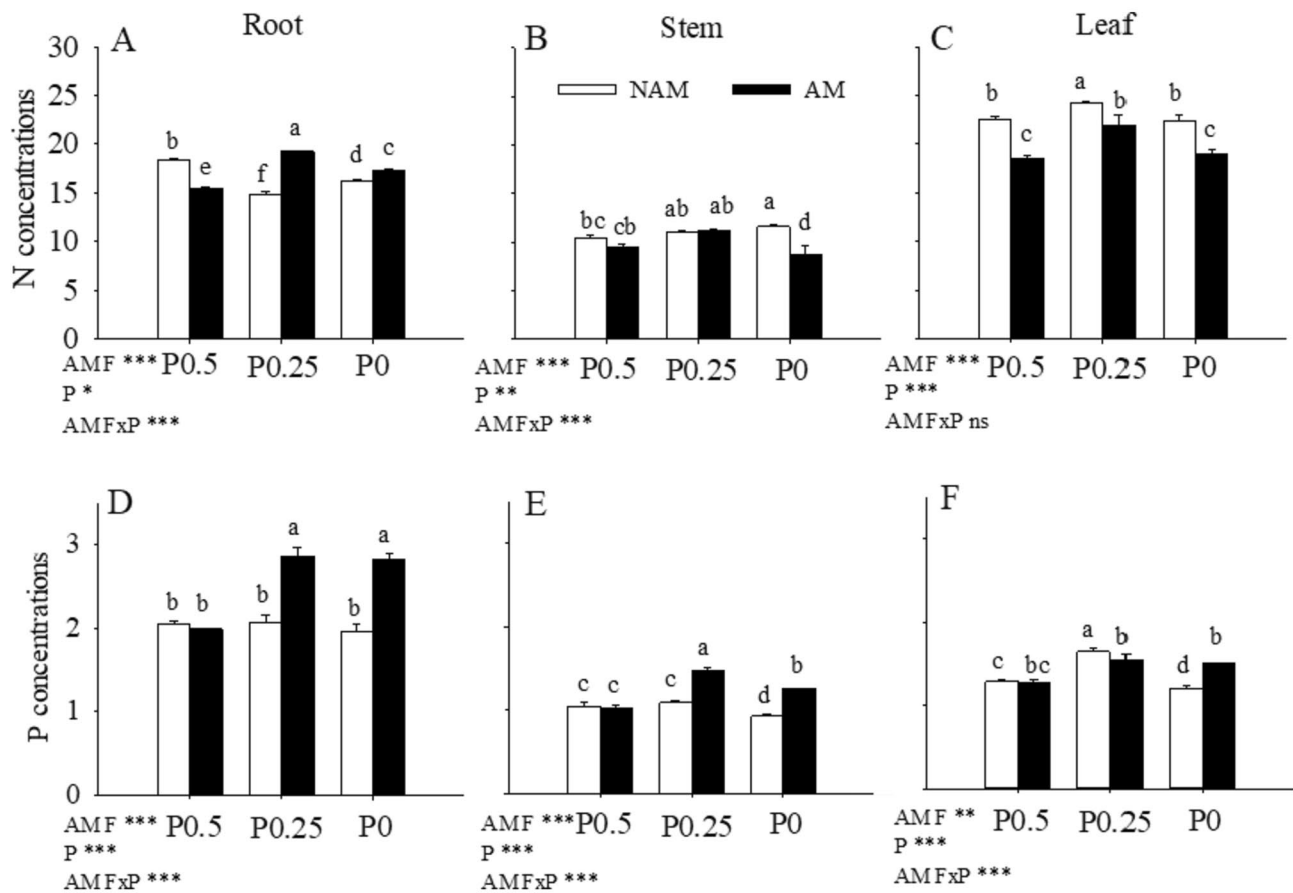 A Root
B Stem
C Leaf
N concentrations
30
25
20
15
10
5
0
NAM AM
b e f a d c
bc cb ab ab a d
b c a b b c
P0.5 P0.25 P0
P0.5 P0.25 P0
P0.5 P0.25 P0
AMF ***
P *
AMFxP ***
AMF ***
P **
AMFxP ***
AMF ***
P ***
AMFxP ns
D
E
F
P concentrations
3
2
1
0
b b b a b a
c c c a d b
c bc a b d b
P0.5 P0.25 P0
P0.5 P0.25 P0
P0.5 P0.25 P0
AMF ***
P ***
AMFxP ***
AMF ***
P ***
AMFxP ***
AMF **
P ***
AMFxP ***